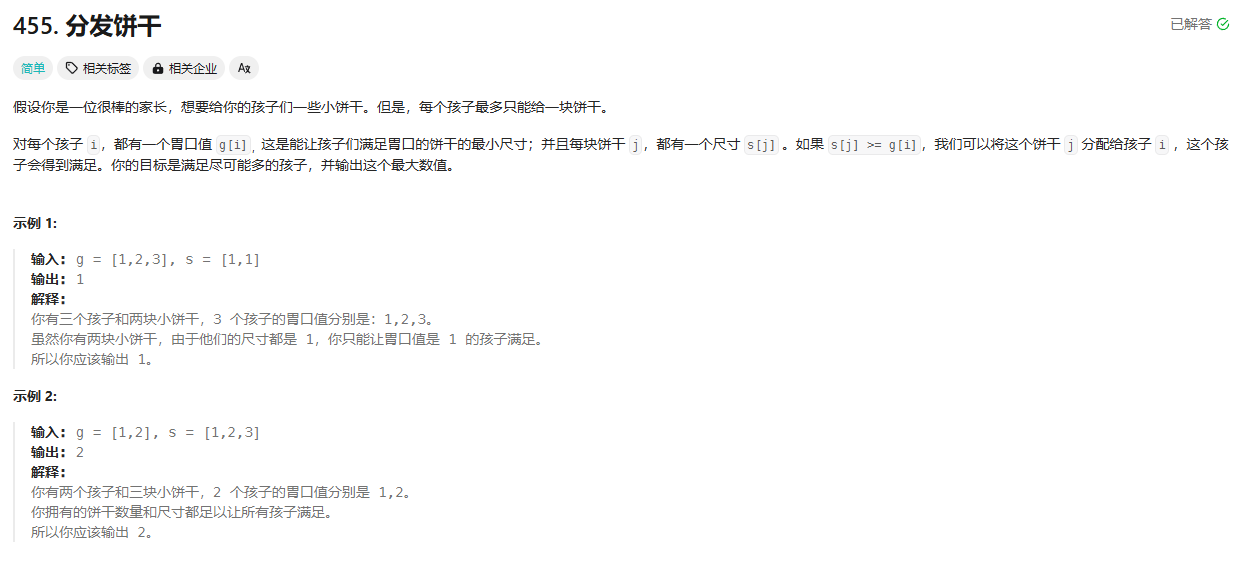 455. 分发饼干
已解答
简单 相关标签 相关企业 Aぇ
假设你是一位很棒的家长，想要给你的孩子们一些小饼干。但是，每个孩子最多只能给一块饼干。
对每个孩子 i，都有一个胃口值 g[i]，这是能让孩子们满足胃口的饼干的最小尺寸；并且每块饼干 j，都有一个尺寸 s[j] 。如果 s[j] >= g[i]，我们可以将这个饼干 j 分配给孩子 i ，这个孩
子会得到满足。你的目标是满足尽可能多的孩子，并输出这个最大数值。
示例 1:
输入: g = [1,2,3], s = [1,1]
输出: 1
解释:
你有三个孩子和两块小饼干，3 个孩子的胃口值分别是：1,2,3。
虽然你有两块小饼干，由于他们的尺寸都是 1，你只能让胃口值是 1 的孩子满足。
所以你应该输出 1。
示例 2:
输入: g = [1,2], s = [1,2,3]
输出: 2
解释:
你有两个孩子和三块小饼干，2 个孩子的胃口值分别是 1,2。
你拥有的饼干数量和尺寸都足以让所有孩子满足。
所以你应该输出 2。